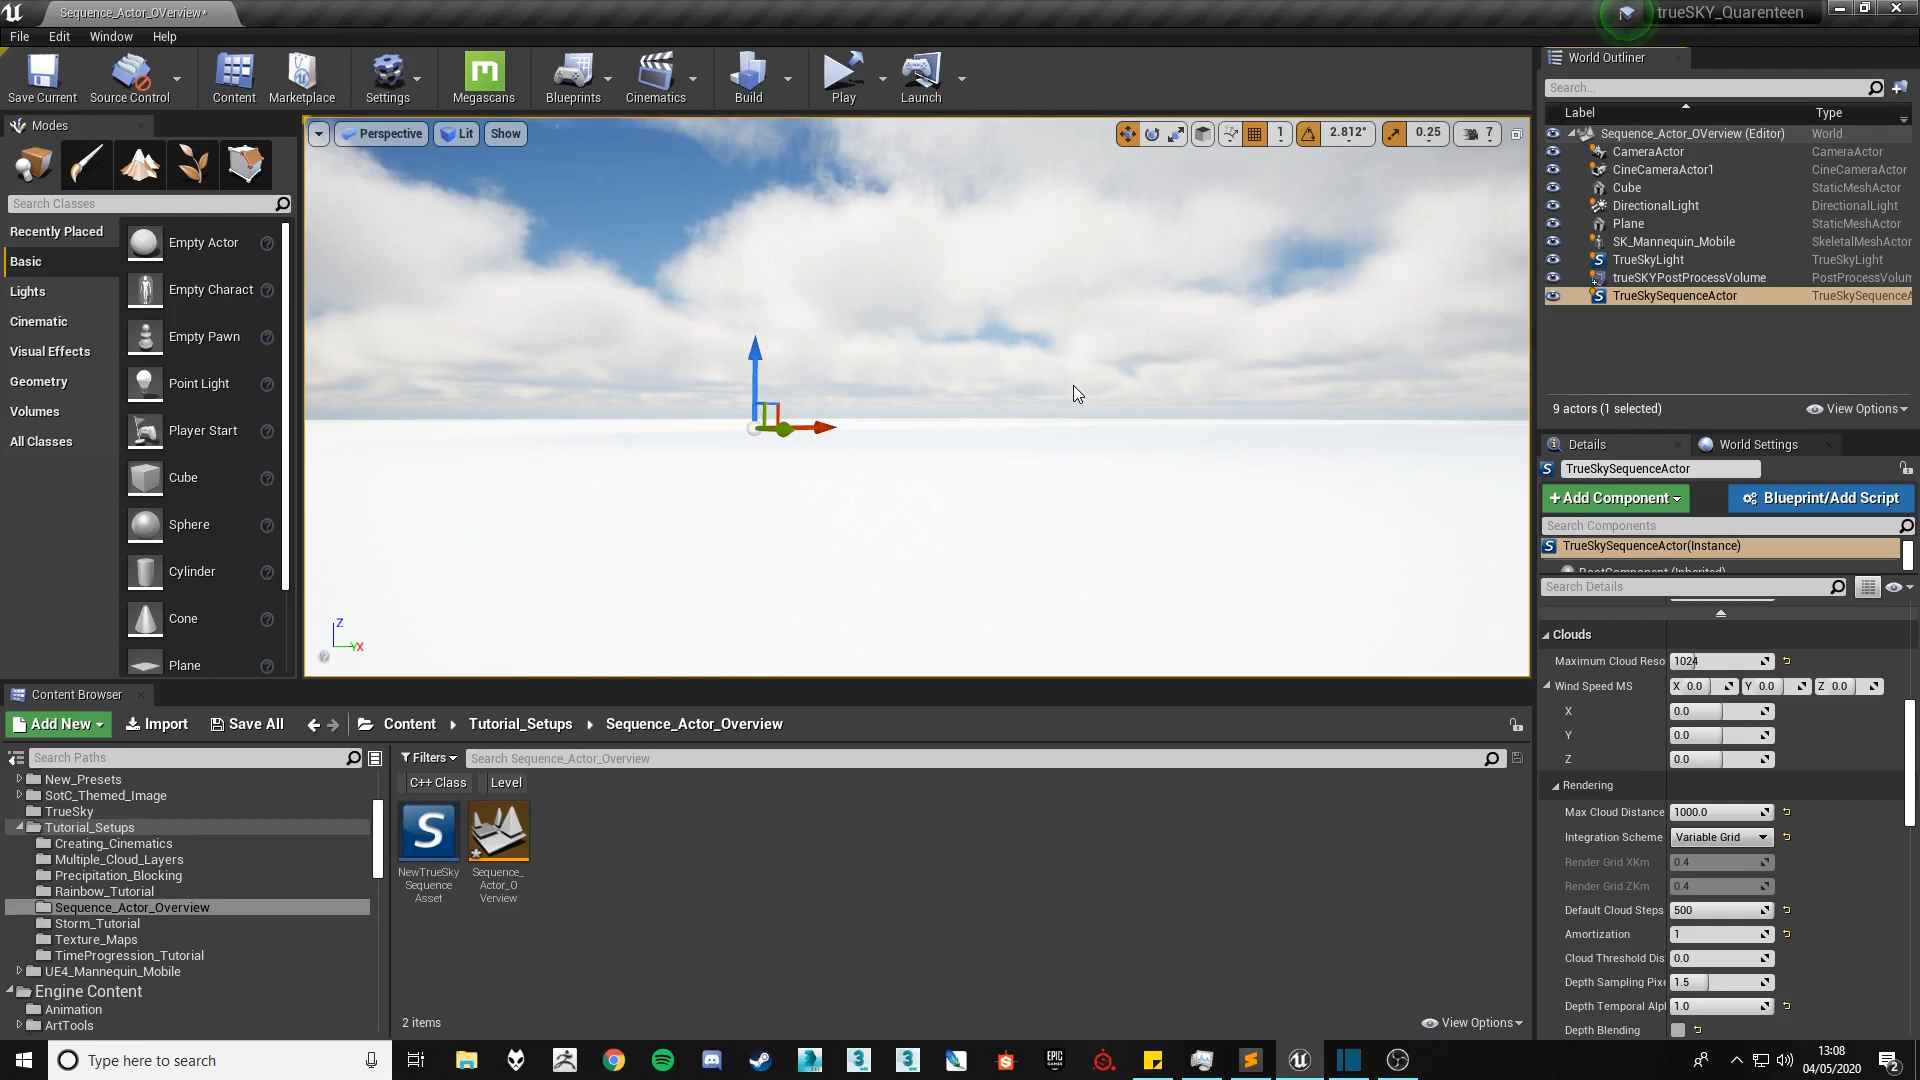 Sequence_Actor_OVerview*
trueSKY_Quarenteen
File Edit Window Help
Save Current Source Control Content Marketplace Settings Megascans Blueprints Cinematics Build Play Launch
Modes
Search Classes
Recently Placed
Basic
Lights
Cinematic
Visual Effects
Geometry
Volumes
All Classes
Empty Actor
Empty Charact
Empty Pawn
Point Light
Player Start
Cube
Sphere
Cylinder
Cone
Plane
Perspective Lit Show
1 2.812° 0.25 7
Z
YX
World Outliner
Search...
Label Type
Sequence_Actor_OVerview (Editor) World
CameraActor CameraActor
CineCameraActor1 CineCameraActor
Cube StaticMeshActor
DirectionalLight DirectionalLight
Plane StaticMeshActor
SK_Mannequin_Mobile SkeletalMeshActor
TrueSkyLight TrueSkyLight
trueSKYPostProcessVolume PostProcessVolum
TrueSkySequenceActor TrueSkySequenceA
9 actors (1 selected) View Options
Details World Settings
TrueSkySequenceActor
+Add Component Blueprint/Add Script
Search Components
TrueSkySequenceActor(Instance)
RootComponent (Inherited)
Search Details
Clouds
Maximum Cloud Reso 1024
Wind Speed MS X 0.0 Y 0.0 Z 0.0
X 0.0
Y 0.0
Z 0.0
Rendering
Max Cloud Distance 1000.0
Integration Scheme Variable Grid
Render Grid XKm 0.4
Render Grid ZKm 0.4
Default Cloud Steps 500
Amortization 1
Cloud Threshold Dis 0.0
Depth Sampling Pixe 1.5
Depth Temporal Alpl 1.0
Depth Blending
Content Browser
Add New Import Save All Content Tutorial_Setups Sequence_Actor_Overview
Search Paths
New_Presets
SotC_Themed_Image
TrueSky
Tutorial_Setups
Creating_Cinematics
Multiple_Cloud_Layers
Precipitation_Blocking
Rainbow_Tutorial
Sequence_Actor_Overview
Storm_Tutorial
Texture_Maps
TimeProgression_Tutorial
UE4_Mannequin_Mobile
Engine Content
Animation
ArtTools
Filters Search Sequence_Actor_Overview
C++ Class Level
NewTrueSky
Sequence
Asset
Sequence_
Actor_O
Verview
2 items View Options
Type here to search
13:08
04/05/2020
2